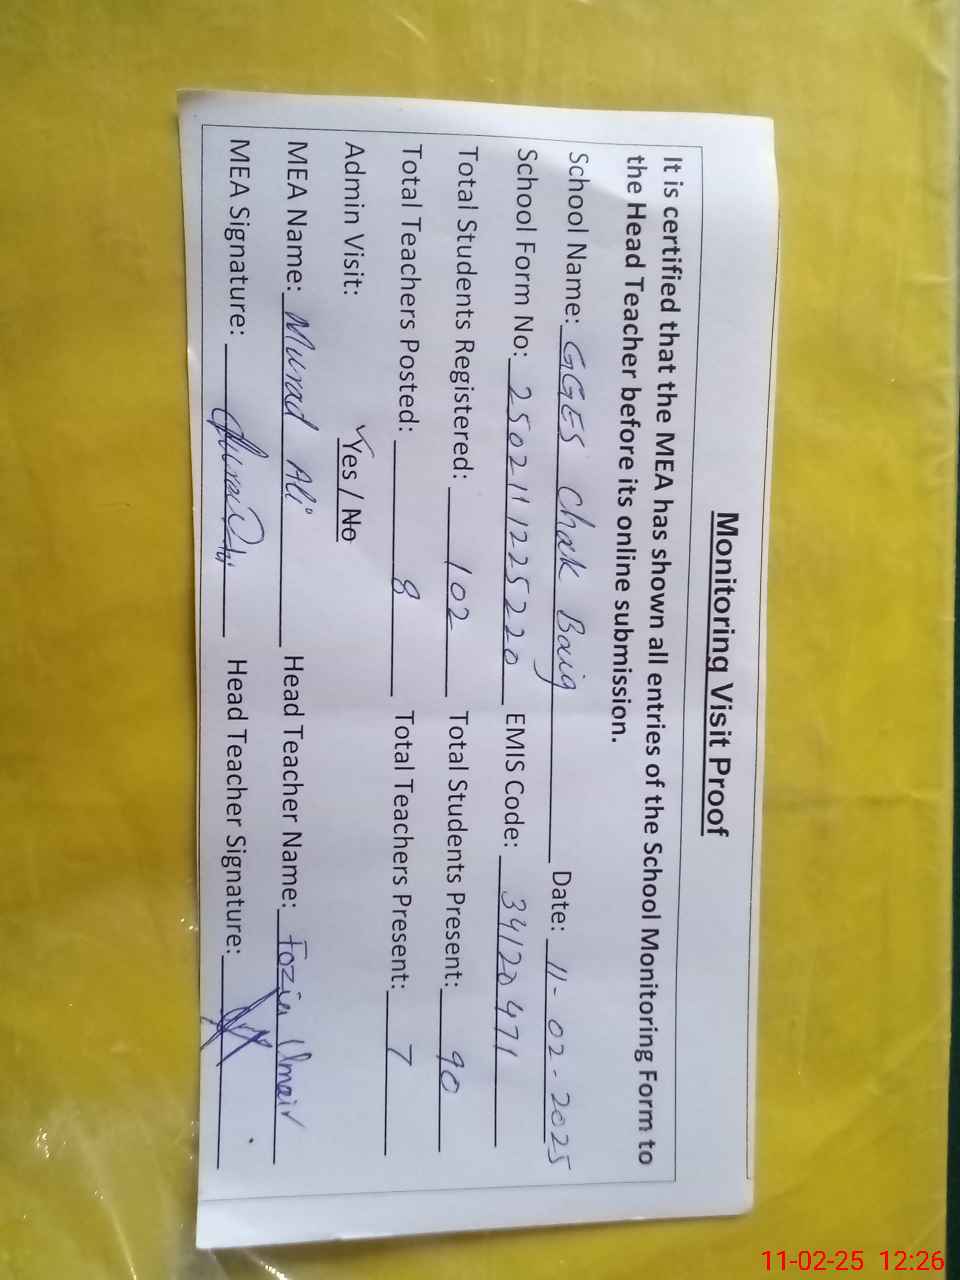 Monitoring Visit Proof
It is certified that the MEA has shown all entries of the School Monitoring Form to
the Head Teacher before its online submission.
School Name: GGES Chak Baig Date: 11-02-2025
School Form No: 2502111225220 EMIS Code: 34120471
Total Students Registered: 102 Total Students Present: 90
Total Teachers Posted: 8 Total Teachers Present: 7
Admin Visit: ✓Yes / No
MEA Name: Murad Ali Head Teacher Name: Fozia Umair
MEA Signature: Head Teacher Signature:
11-02-25 12:26